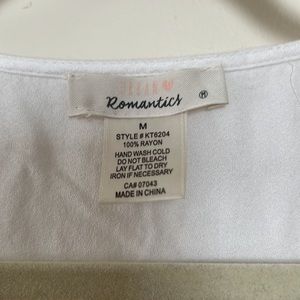 Romantics
M
M
STYLE # KT6204
100% RAYON
HAND WASH COLD
DO NOT BLEACH
LAY FLAT TO DRY
IRON IF NECESSARY
CA# 07043
MADE IN CHINA